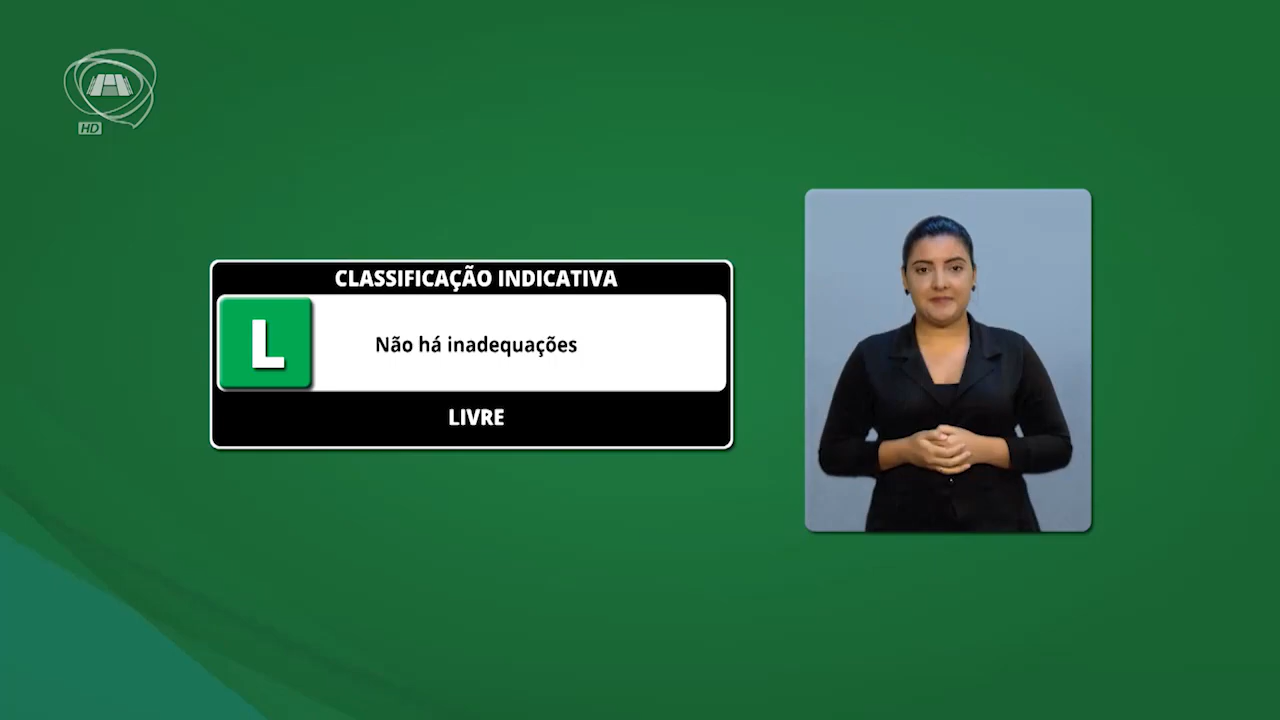 HD
CLASSIFICAÇÃO INDICATIVA
L
Não há inadequações
LIVRE